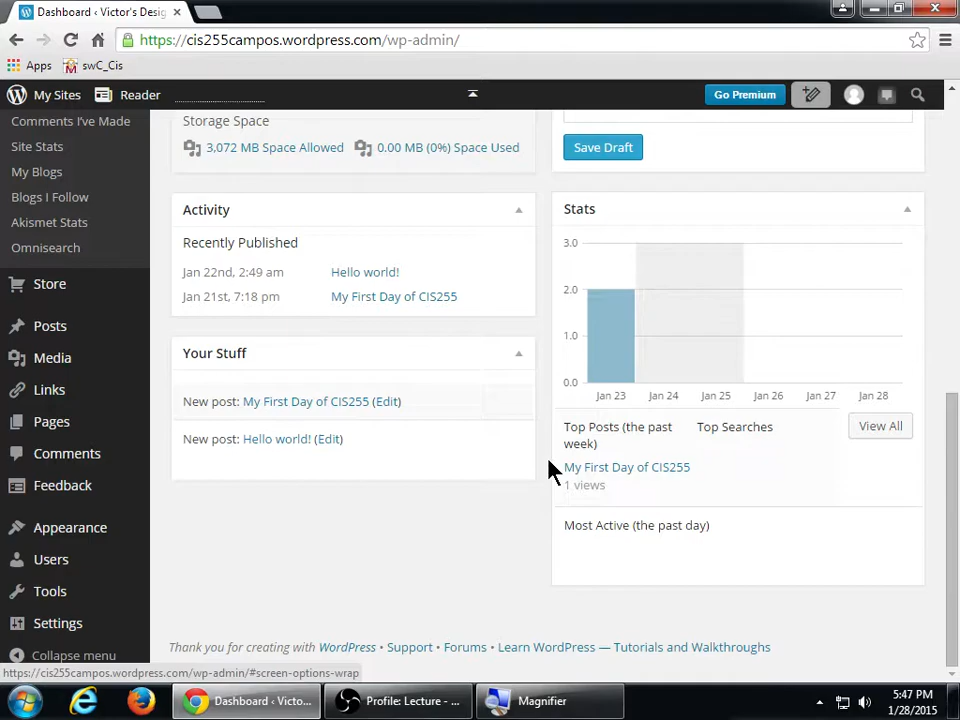 Dashboard ‹ Victor's Desig
https://cis255campos.wordpress.com/wp-admin/
Apps swC_Cis
My Sites Reader Go Premium
Comments I've Made
Site Stats
My Blogs
Blogs I Follow
Akismet Stats
Omnisearch
Store
Posts
Media
Links
Pages
Comments
Feedback
Appearance
Users
Tools
Settings
Collapse menu
Storage Space
3,072 MB Space Allowed 0.00 MB (0%) Space Used
Activity
Recently Published
Jan 22nd, 2:49 am Hello world!
Jan 21st, 7:18 pm My First Day of CIS255
Your Stuff
New post: My First Day of CIS255 (Edit)
New post: Hello world! (Edit)
Save Draft
Stats
3.0
2.0
1.0
0.0
Jan 23 Jan 24 Jan 25 Jan 26 Jan 27 Jan 28
Top Posts (the past
week)
Top Searches
View All
My First Day of CIS255
1 views
Most Active (the past day)
Thank you for creating with WordPress • Support • Forums • Learn WordPress — Tutorials and Walkthroughs
https://cis255campos.wordpress.com/wp-admin/#screen-options-wrap
Dashboard ‹ Victo... Profile: Lecture - ... Magnifier
5:47 PM
1/28/2015